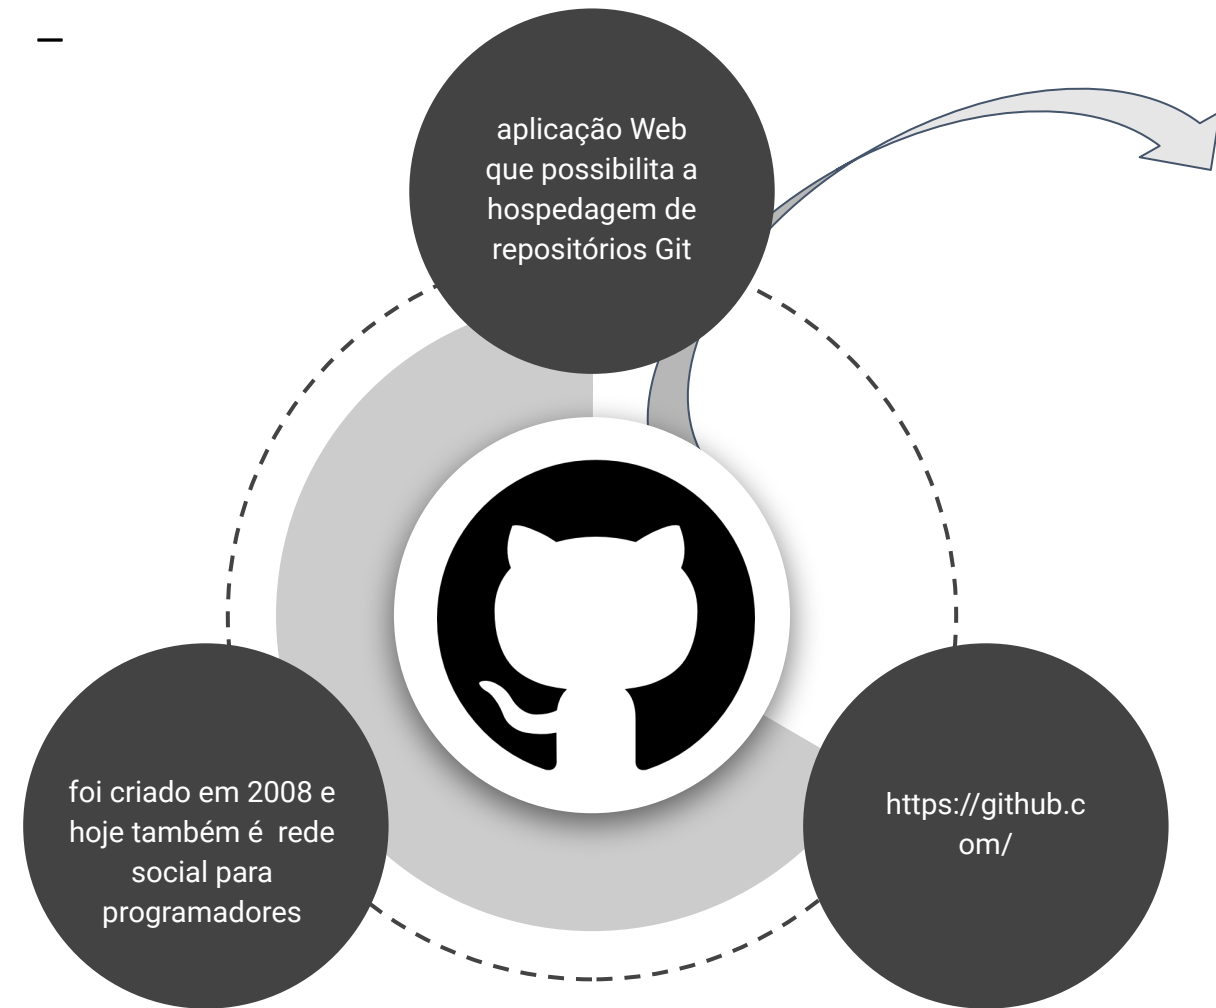 aplicação Web
que possibilita a
hospedagem de
repositórios Git
foi criado em 2008 e
hoje também é  rede
social para
programadores
https://github.c
om/